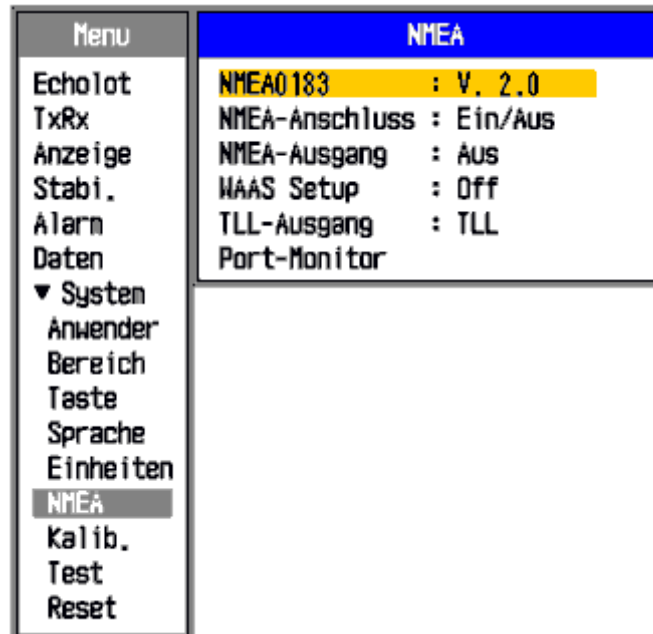 Menu
Echolot
TxRx
Anzeige
Stabi.
Alarm
Daten
▼ System
Anwender
Bereich
Taste
Sprache
Einheiten
NMEA
Kalib.
Test
Reset
NMEA
NMEA0183 : V. 2.0
NMEA-Anschluss : Ein/Aus
NMEA-Ausgang : Aus
WAAS Setup : Off
TLL-Ausgang : TLL
Port-Monitor